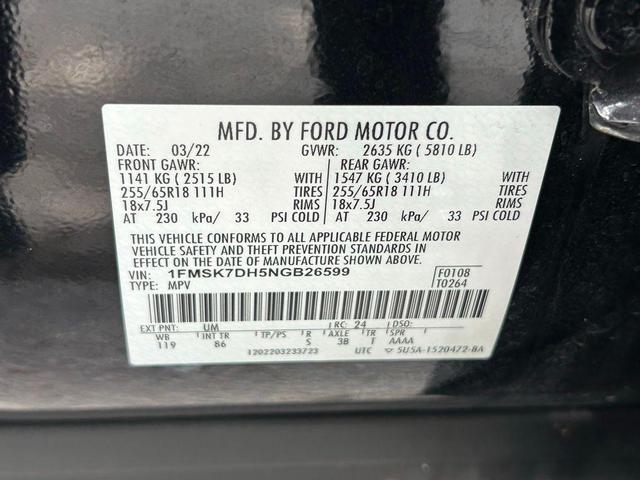 MFD. BY FORD MOTOR CO.
DATE: 03/22 GVWR: 2635 KG ( 5810 LB)
FRONT GAWR: REAR GAWR:
1141 KG ( 2515 LB) WITH 1547 KG ( 3410 LB) WITH
255/65R18 111H TIRES 255/65R18 111H TIRES
18x7.5J RIMS 18x7.5J RIMS
AT 230 kPa/ 33 PSI COLD AT 230 kPa/ 33 PSI COLD
THIS VEHICLE CONFORMS TO ALL APPLICABLE FEDERAL MOTOR
VEHICLE SAFETY AND THEFT PREVENTION STANDARDS IN
EFFECT ON THE DATE OF MANUFACTURE SHOWN ABOVE.
VIN: 1FMSK7DH5NGB26599 F0108
TYPE: MPV T0264
EXT PNT: UM RC: 24 DSO:
WB INT TR TP/PS R AXLE TR SPR
119 86 S 3B T AAAA
1202203233723 UTC 5U5A-1520472-BA